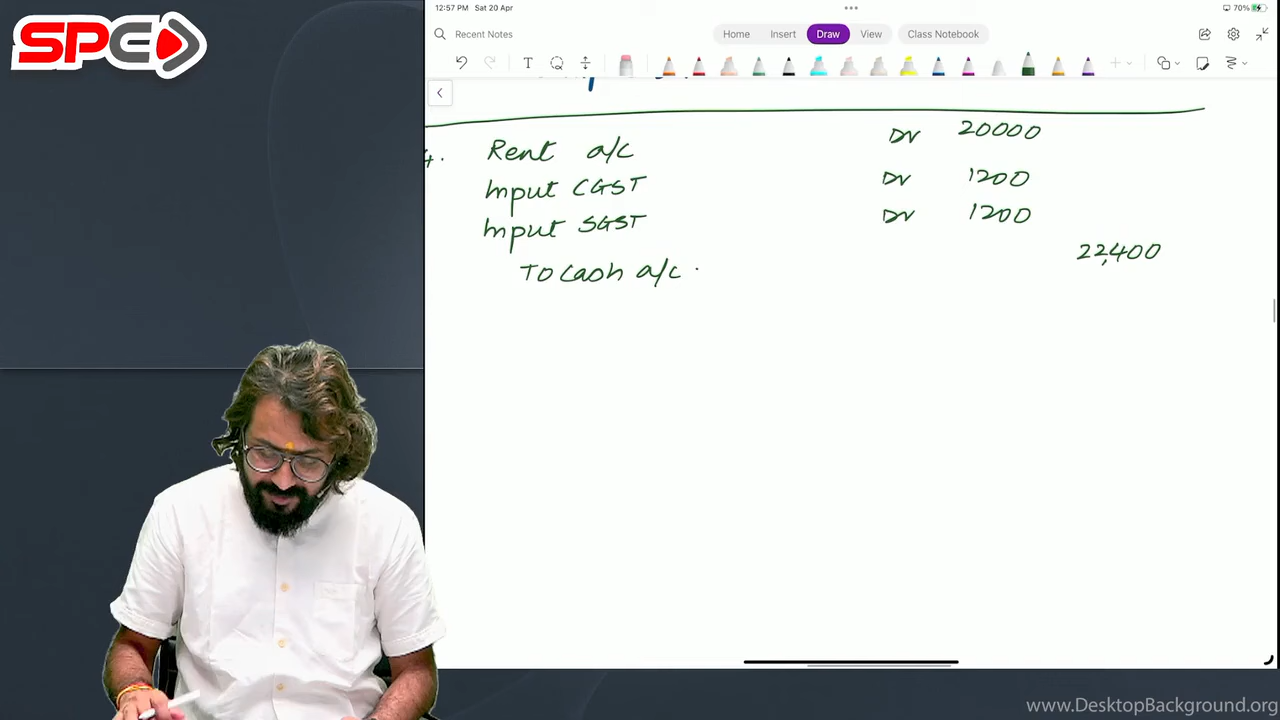 SPE
12:57 PM Sat 20 Apr
70%
Recent Notes
Home Insert Draw View Class Notebook
T
4. Rent a/c Dr 20000
Input CGST Dr 1200
Input SGST Dr 1200
To Cash a/c . 22,400
www.DesktopBackground.org